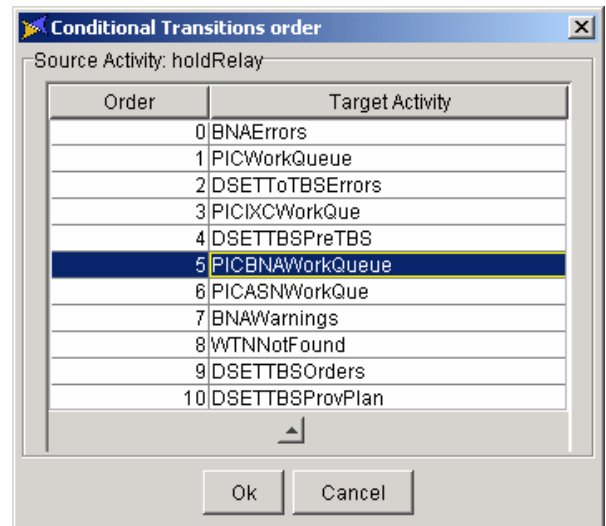 Conditional Transitions order
Source Activity: holdRelay
Order Target Activity
0 BNAErrors
1 PICWorkQueue
2 DSETToTBSErrors
3 PICIXCWorkQue
4 DSETTBSPreTBS
5 PICBNAWorkQueue
6 PICASNWorkQue
7 BNAWarnings
8 WTNNotFound
9 DSETTBSOrders
10 DSETTBSProvPlan
Ok Cancel